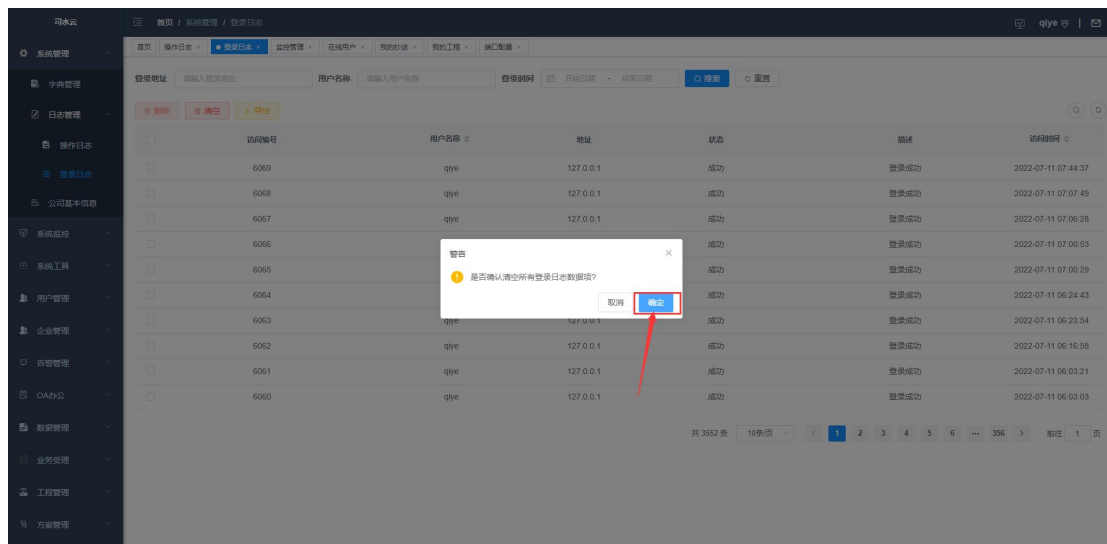 司水云
首页 / 系统管理 / 登录日志
qiye
系统管理
首页 操作日志 × 登录日志 × 监控管理 × 在线用户 × 我的抄送 × 我的工程 × 端口配置 ×
字典管理
登录地址 请输入登录地址 用户名称 请输入用户名称 登录时间 开始日期 - 结束日期 搜索 重置
日志管理
删除 清空 导出
操作日志
访问编号 用户名称 地址 状态 描述 访问时间
登录日志
6069 qiye 127.0.0.1 成功 登录成功 2022-07-11 07:44:37
公司基本信息
6068 qiye 127.0.0.1 成功 登录成功 2022-07-11 07:07:49
6067 qiye 127.0.0.1 成功 登录成功 2022-07-11 07:06:28
系统监控
6066 成功 登录成功 2022-07-11 07:00:53
警告 ×
系统工具
6065 成功 登录成功 2022-07-11 07:00:29
是否确认清空所有登录日志数据项?
用户管理
6064 成功 登录成功 2022-07-11 06:24:43
取消 确定
6063 qiye 127.0.0.1 成功 登录成功 2022-07-11 06:23:54
企业管理
6062 qiye 127.0.0.1 成功 登录成功 2022-07-11 06:16:58
告警管理
6061 qiye 127.0.0.1 成功 登录成功 2022-07-11 06:03:21
OA办公
6060 qiye 127.0.0.1 成功 登录成功 2022-07-11 06:03:03
数据管理
共 3552 条 10条/页 < 1 2 3 4 5 6 ... 356 > 前往 1 页
业务受理
工程管理
方案管理